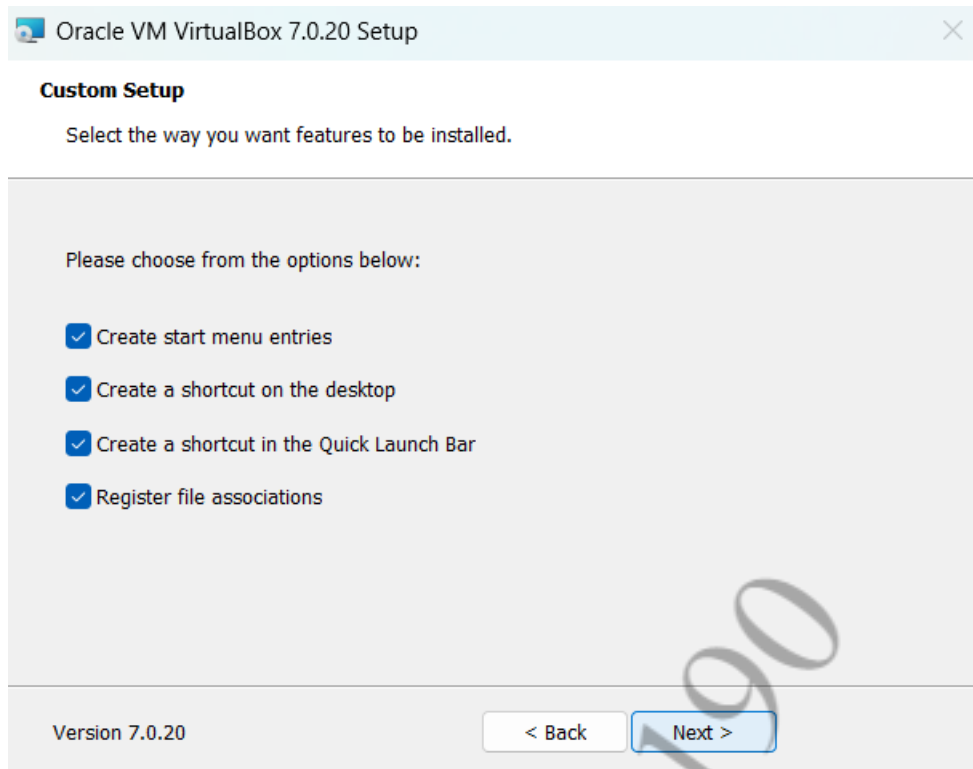 Oracle VM VirtualBox 7.0.20 Setup
Custom Setup
Select the way you want features to be installed.
Please choose from the options below:
Create start menu entries
Create a shortcut on the desktop
Create a shortcut in the Quick Launch Bar
Register file associations
Version 7.0.20
< Back
Next >
190